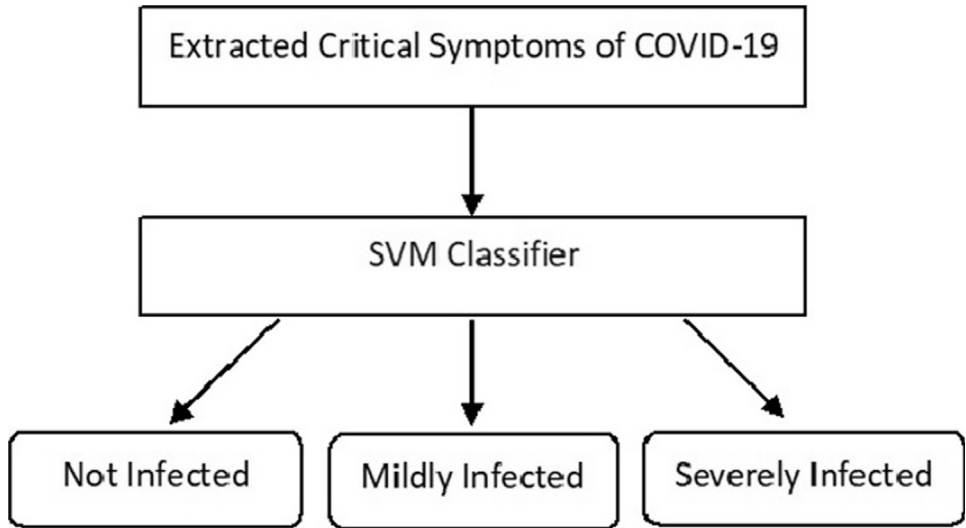 Extracted Critical Symptoms of COVID-19
SVM Classifier
Not Infected
Mildly Infected
Severely Infected